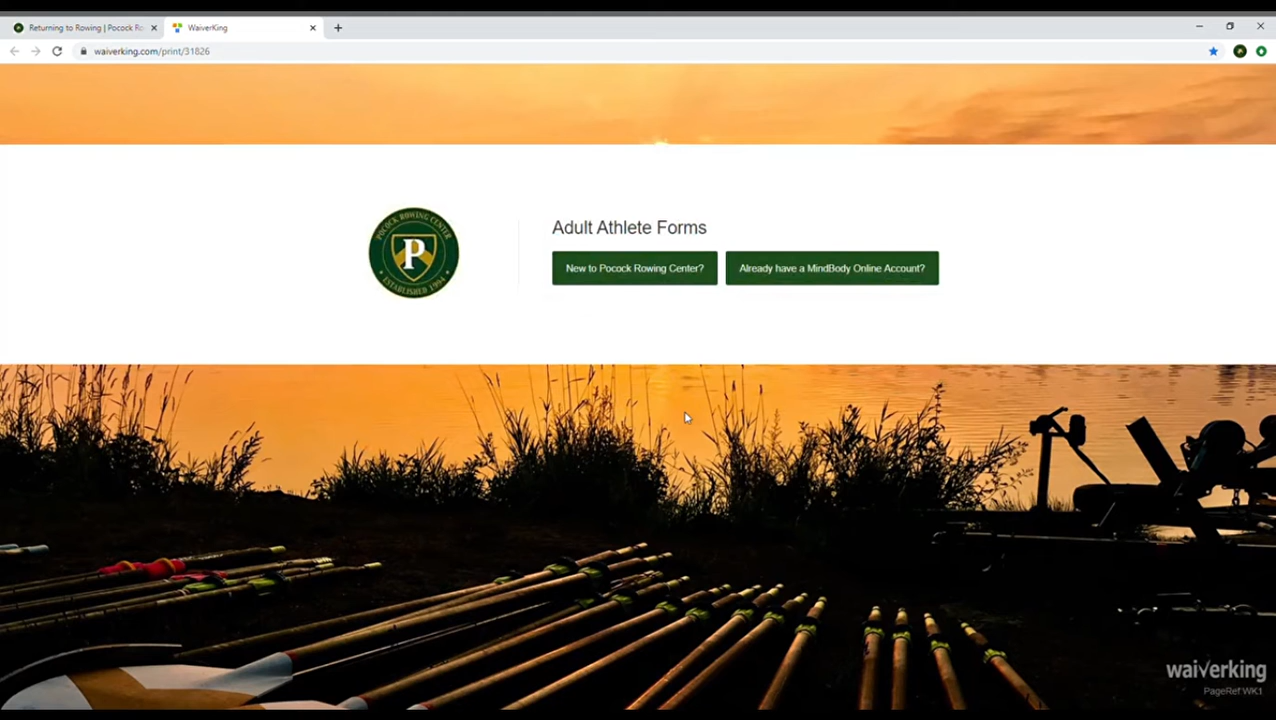 Returning to Rowing | Pocock Ro
WaiverKing
waiverking.com/print/31826
POCOCK ROWING CENTER
P
ESTABLISHED 1994
Adult Athlete Forms
New to Pocock Rowing Center?
Already have a MindBody Online Account?
waiverking
PageRef WK1